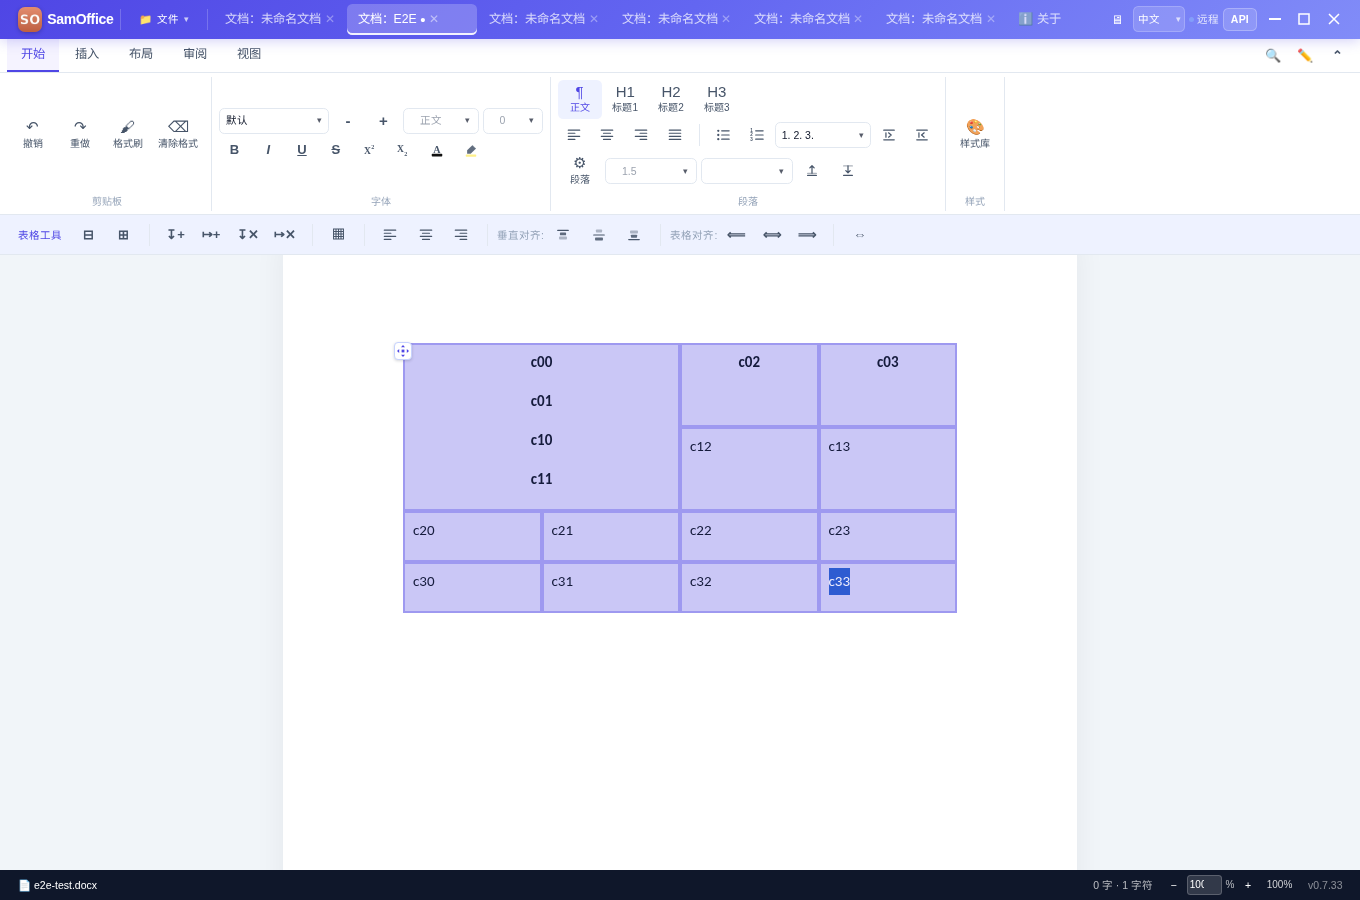 SO SamOffice 📁 文件 ▾ 文档: 未命名文档 ✕ 文档: E2E ● ✕ 文档: 未命名文档 ✕ 文档: 未命名文档 ✕ 文档: 未命名文档 ✕ 文档: 未命名文档 ✕ ℹ️ 关于 🖥 中文 ▾ 远程 API
开始 插入 布局 审阅 视图
¶ H1 H2 H3
正文 标题1 标题2 标题3
默认 ▾ - + 正文 ▾ 0 ▾
撤销 重做 格式刷 清除格式
1. 2. 3. ▾
样式库
B I U S X² X₂ A
段落 1.5 ▾
剪贴板 字体 段落 样式
表格工具 垂直对齐: 表格对齐:
c00 c02 c03
c01
c10
c12 c13
c11
c20 c21 c22 c23
c30 c31 c32 c33
📄 e2e-test.docx 0 字 · 1 字符 − 100 % + 100% v0.7.33